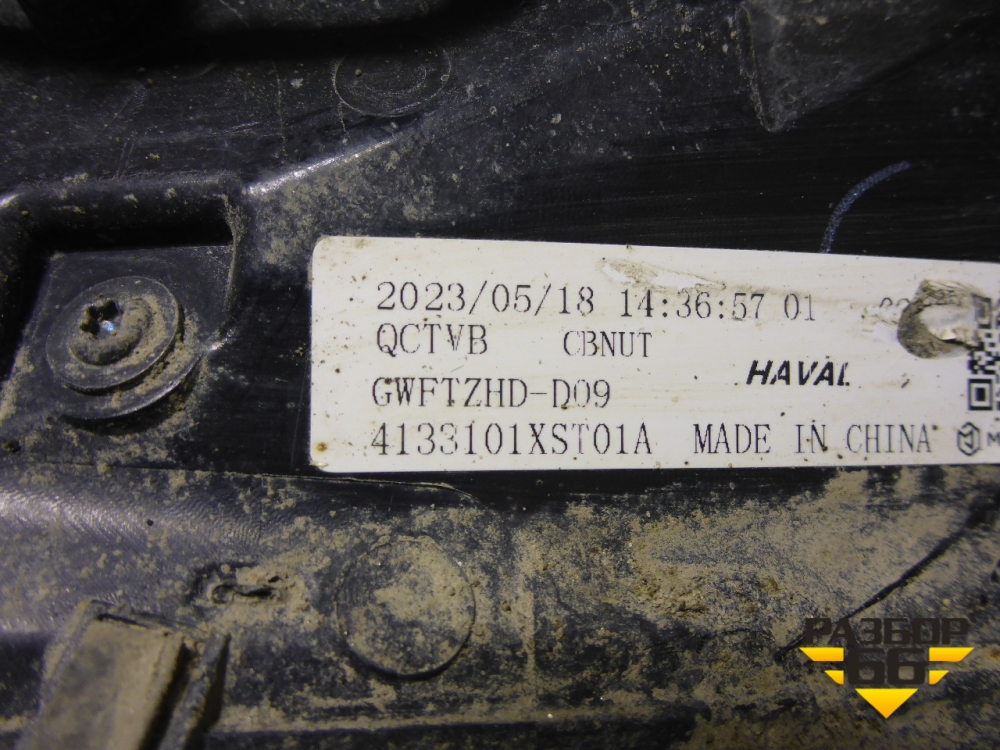 2023/05/18 14:36:57 01
QCTVB CBNUT
HAVAL
GWFTZHD-D09
4133101XST01A MADE IN CHINA
РАЗБОР
66